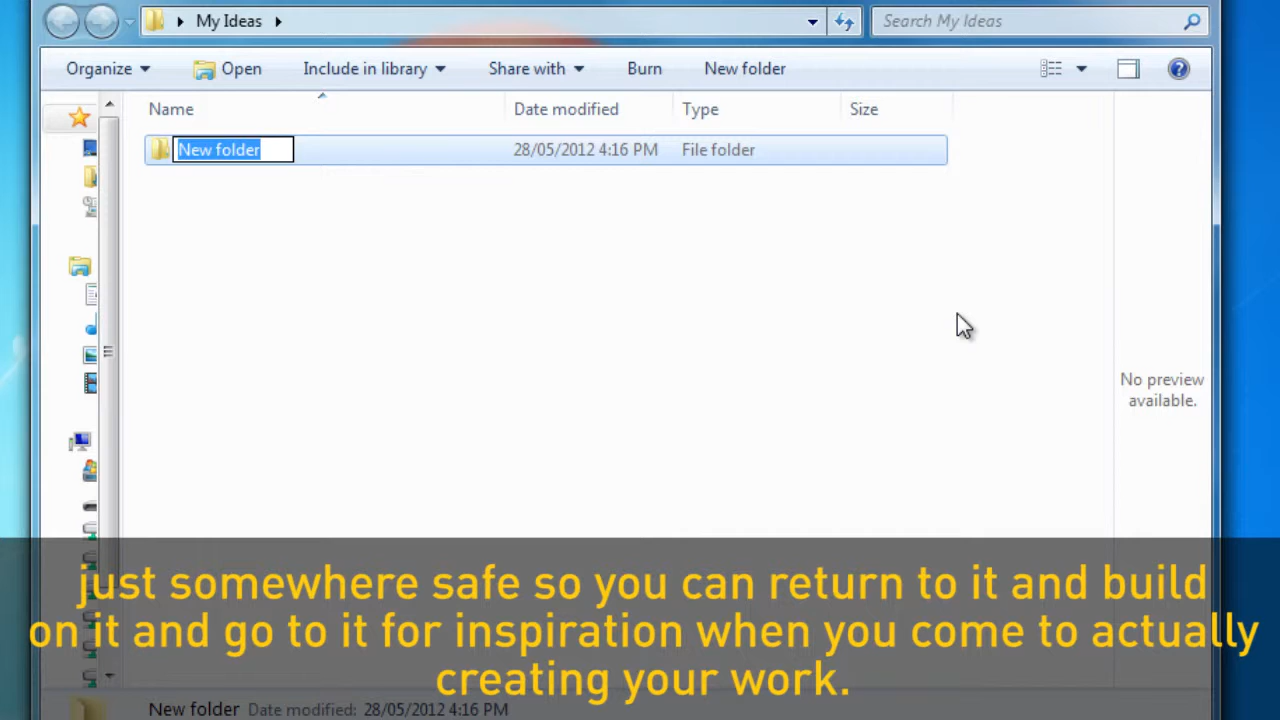 My Ideas
Search My Ideas
Organize Open Include in library Share with Burn New folder
Name Date modified Type Size
New folder 28/05/2012 4:16 PM File folder
No preview
available.
just somewhere safe so you can return to it and build
on it and go to it for inspiration when you come to actually
creating your work.
New folder Date modified: 28/05/2012 4:16 PM